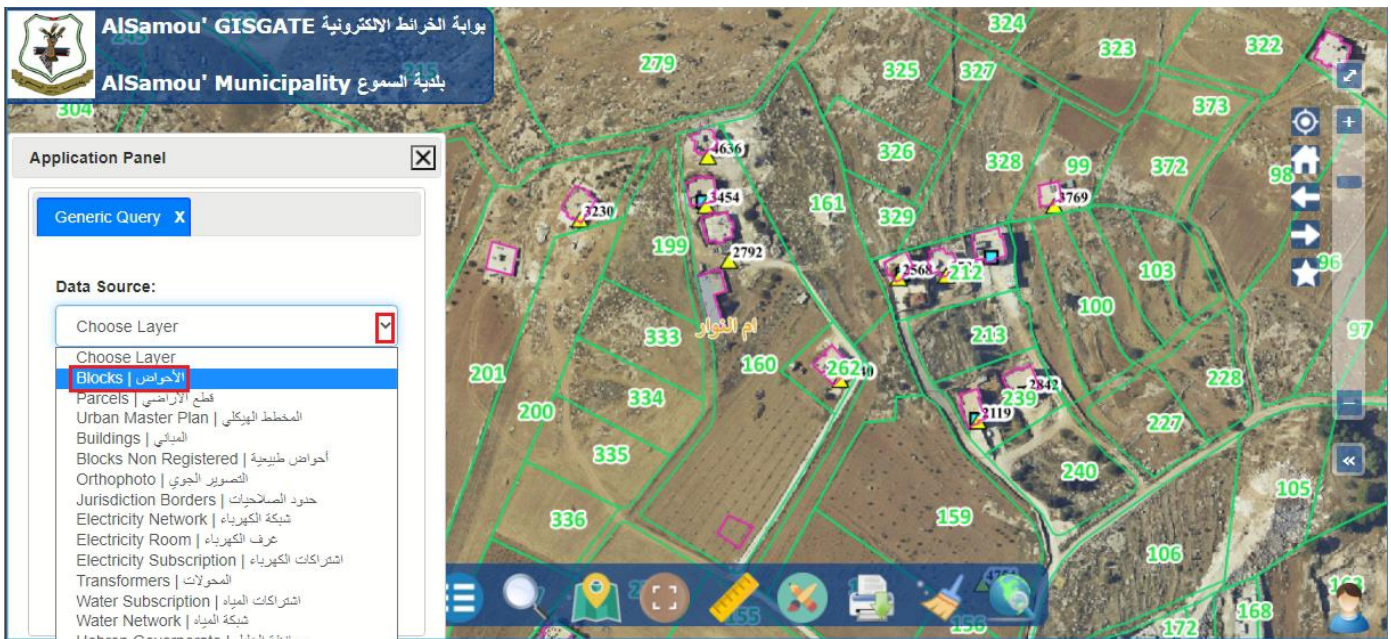 AlSamou' GISGATE بوابة الخرائط الالكترونية
AlSamou' Municipality بلدية السموع
Application Panel
Generic Query X
Data Source:
Choose Layer
Choose Layer
Blocks | الأحواض
Parcels | قطع الأراضي
Urban Master Plan | المخطط الهيكلي
Buildings | المباني
Blocks Non Registered | أحواض طبيعية
Orthophoto | التصوير الجوي
Jurisdiction Borders | حدود الصلاحيات
Electricity Network | شبكة الكهرباء
Electricity Room | غرف الكهرباء
Electricity Subscription | اشتراكات الكهرباء
Transformers | المحولات
Water Subscription | اشتراكات المياه
Water Network | شبكة المياه
304
279
324
323
322
325
327
373
4636
326
328
99
372
98
3230
3454
161
329
3769
199
2792
2568
212
103
96
100
ام النوار
333
213
97
160
262
201
228
334
2842
239
200
2119
227
335
240
105
336
159
106
155
156
168
172
163